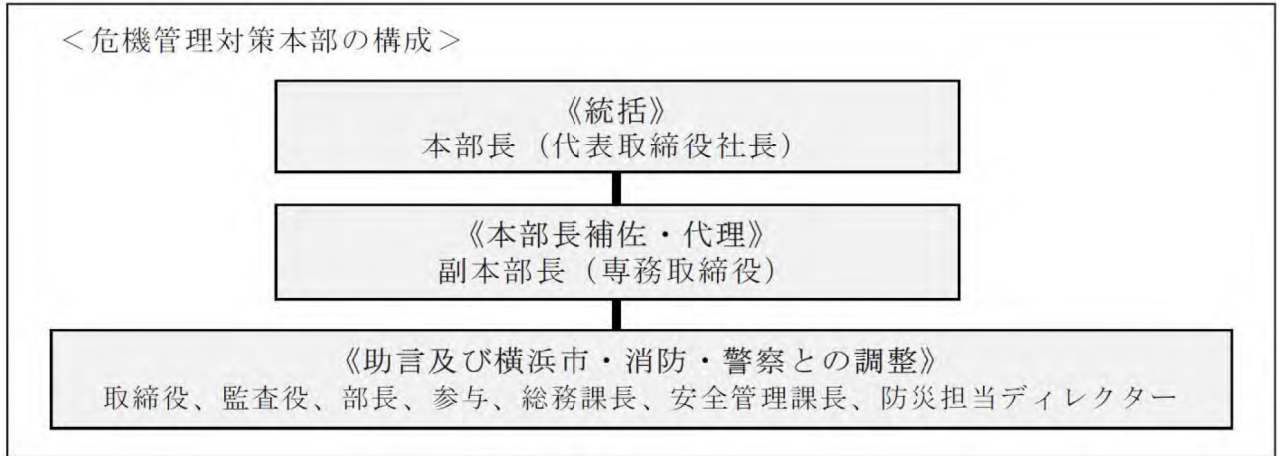 ＜危機管理対策本部の構成＞
《統括》
本部長（代表取締役社長）
《本部長補佐・代理》
副本部長（専務取締役）
《助言及び横浜市・消防・警察との調整》
取締役、監査役、部長、参与、総務課長、安全管理課長、防災担当ディレクター